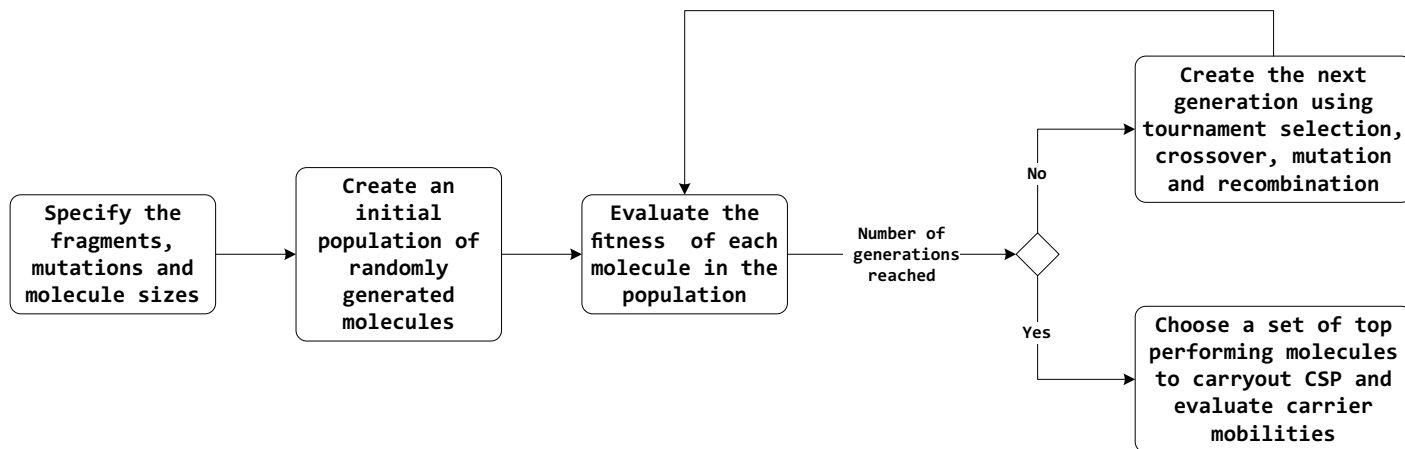 Specify the
fragments,
mutations and
molecule sizes
Create an
initial
population of
randomly
generated
molecules
Evaluate the
fitness of each
molecule in the
population
Number of
generations
reached
No
Yes
Create the next
generation using
tournament selection,
crossover, mutation
and recombination
Choose a set of top
performing molecules
to carryout CSP and
evaluate carrier
mobilities